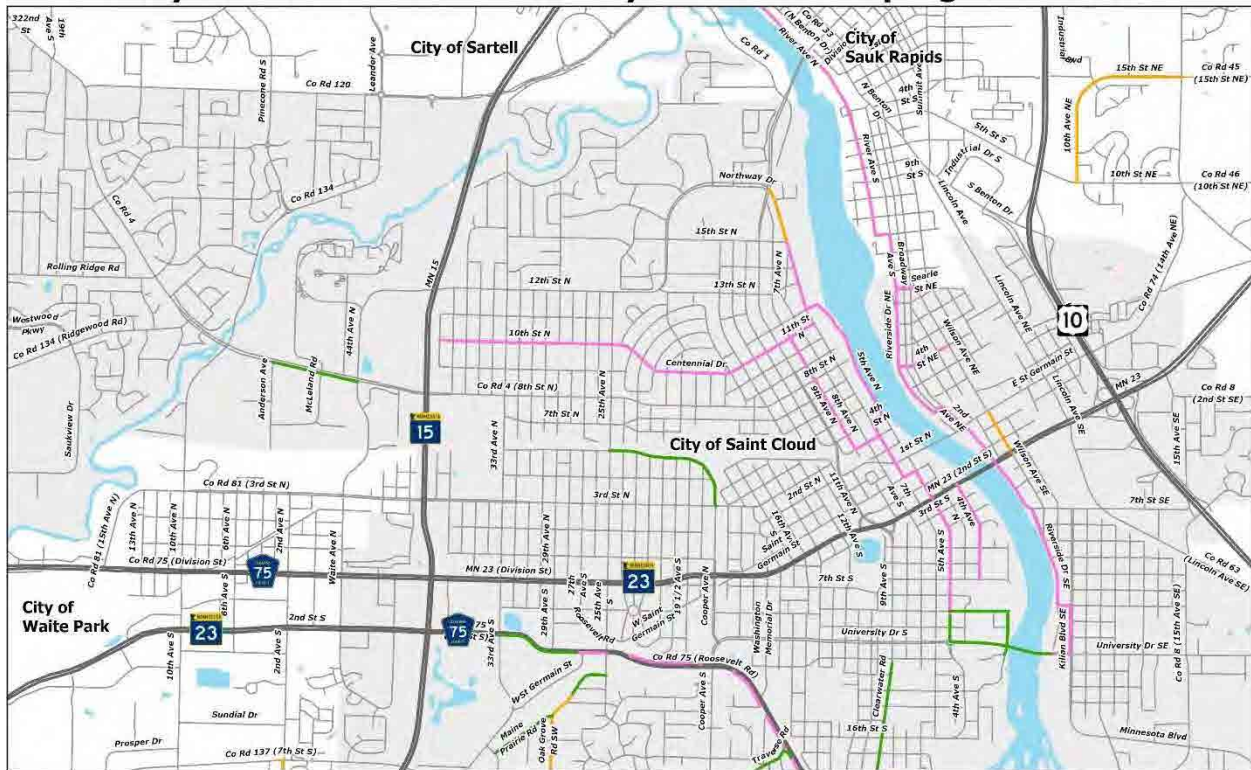 322nd
St
19th
Ave S
Pinecone Rd S
Leander Ave
City of Sartell
Co Rd 1
Co Rd 33
(N Benton Dr)
River Ave N
City of
Sauk Rapids
Co Rd 120
N Benton
Dr
4th
St S
Summit Ave S
15th St NE
Co Rd 45
(15th St NE)
10th Ave NE
5th St S
Industrial Dr S
S Benton Dr
10th St NE
Co Rd 46
(10th St NE)
Co Rd 4
Co Rd 134
Northway Dr
River Ave S
9th
St S
Lincoln Ave
15th St N
7th Ave N
Broadway
Ave S
Co Rd 74 (14th Ave NE)
Rolling Ridge Rd
MN 15
12th St N
13th St N
Searle
St NE
Westwood
Pkwy
Co Rd 134 (Ridgewood Rd)
44th Ave N
10th St N
11th St
N
Riverside Dr NE
Wilson Ave NE
Lincoln Ave NE
10
Anderson Ave
McLeland Rd
Centennial Dr
8th St N
5th Ave N
4th
St NE
E St Germain St
MN 23
Co Rd 4 (8th St N)
25th Ave N
9th Ave N
8th Ave N
4th
St N
2nd
Ave NE
Lincoln Ave SE
Co Rd 8
(2nd St SE)
Saukview Dr
15
7th St N
33rd Ave N
City of Saint Cloud
1st St N
MN 23 (2nd St S)
Wilson Ave SE
15th Ave SE
Co Rd 81 (3rd St N)
3rd St N
2nd St N
11th Ave N
7th
Ave S
3rd St S
4th Ave
7th St SE
Co Rd 81 (15th Ave N)
13th Ave N
10th Ave N
6th Ave N
2nd Ave N
Waite Ave N
29th Ave N
16th Ave
S
Saint
Germain St
12th Ave S
5th Ave S
Riverside Dr SE
Co Rd 63
(Lincoln Ave SE)
Co Rd 75 (Division St)
75
MN 23 (Division St)
27th
Ave S
25th Ave
S
23
19 1/2 Ave S
Cooper Ave N
7th St S
9th Ave S
City of
Waite Park
23
6th Ave S
2nd St S
75
33rd Ave S
29th Ave S
Roosevelt Rd
W Saint
Germain St
Washington
Memorial Dr
University Dr S
Kilian Blvd SE
University Dr SE
Co Rd 8 (15th Ave SE)
10th Ave S
2nd Ave S
W St Germain St
Co Rd 75 (Roosevelt Rd)
Cooper Ave S
Clearwater Rd
4th Ave S
Sundial Dr
Maine
Prairie Rd
Oak Grove
Rd SW
Traverse Rd
16th St S
Minnesota Blvd
Prosper Dr
Co Rd 137 (7th St S)